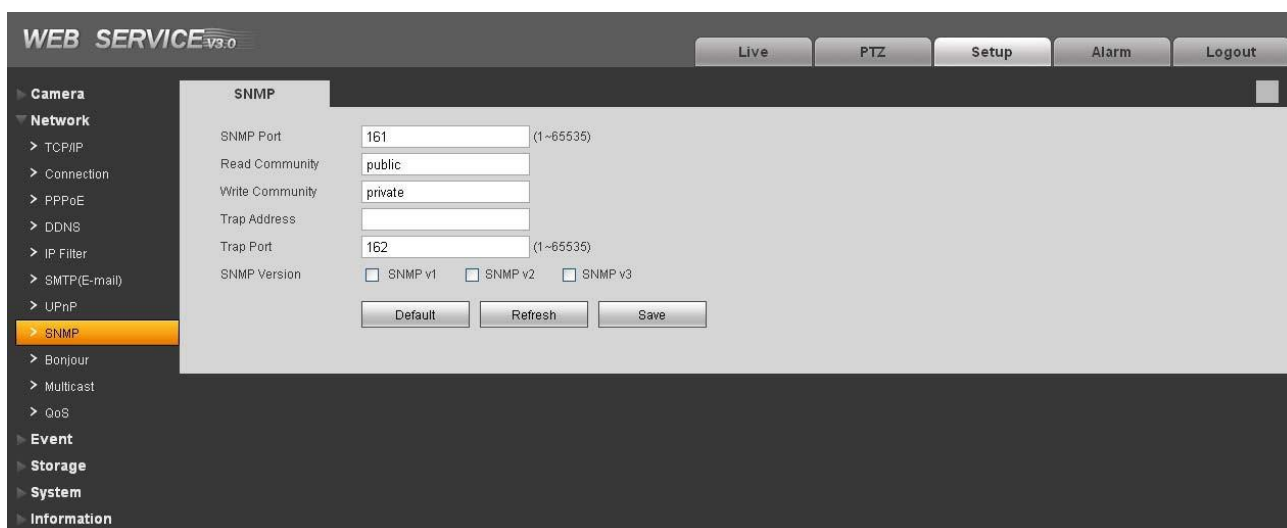 WEB SERVICE V3.0
Live PTZ Setup Alarm Logout
Camera
Network
> TCP/IP
> Connection
> PPPoE
> DDNS
> IP Filter
> SMTP(E-mail)
> UPnP
> SNMP
> Bonjour
> Multicast
> QoS
Event
Storage
System
Information
SNMP
SNMP Port 161 (1~65535)
Read Community public
Write Community private
Trap Address
Trap Port 162 (1~65535)
SNMP Version SNMP v1 SNMP v2 SNMP v3
Default Refresh Save